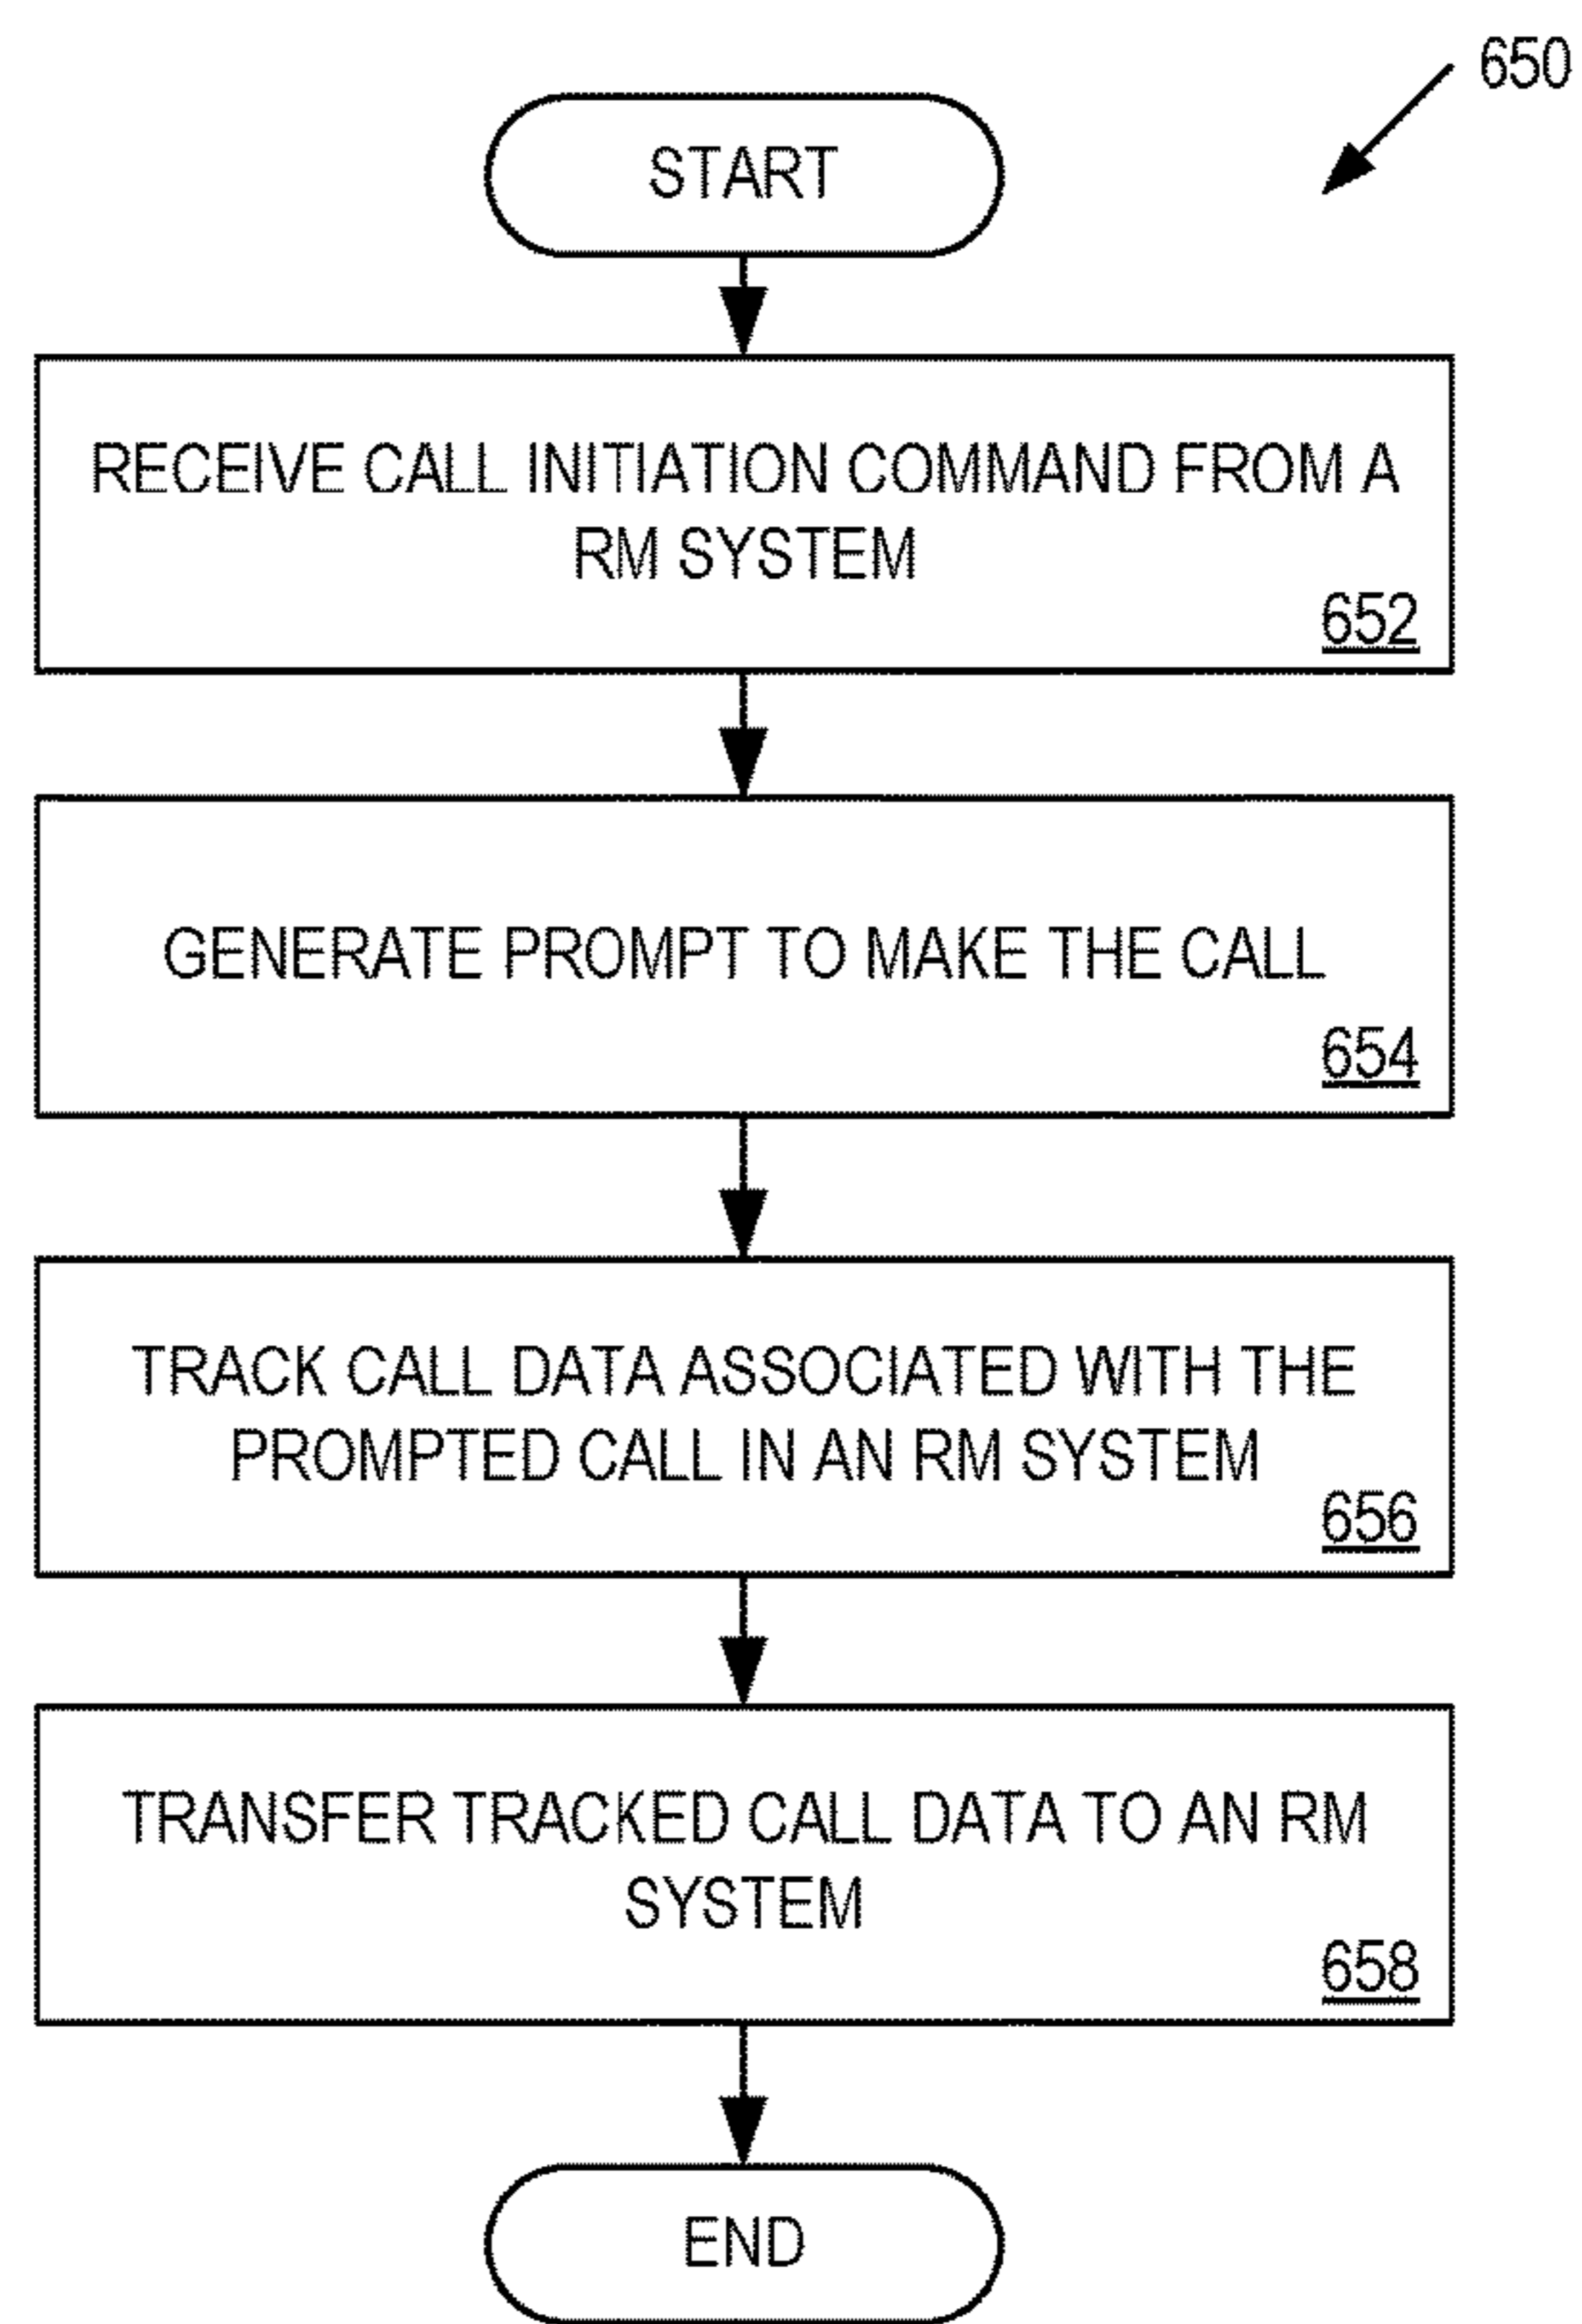 650
START
RECEIVE CALL INITIATION COMMAND FROM A
RM SYSTEM
652
GENERATE PROMPT TO MAKE THE CALL
654
TRACK CALL DATA ASSOCIATED WITH THE
PROMPTED CALL IN AN RM SYSTEM
656
TRANSFER TRACKED CALL DATA TO AN RM
SYSTEM
658
END